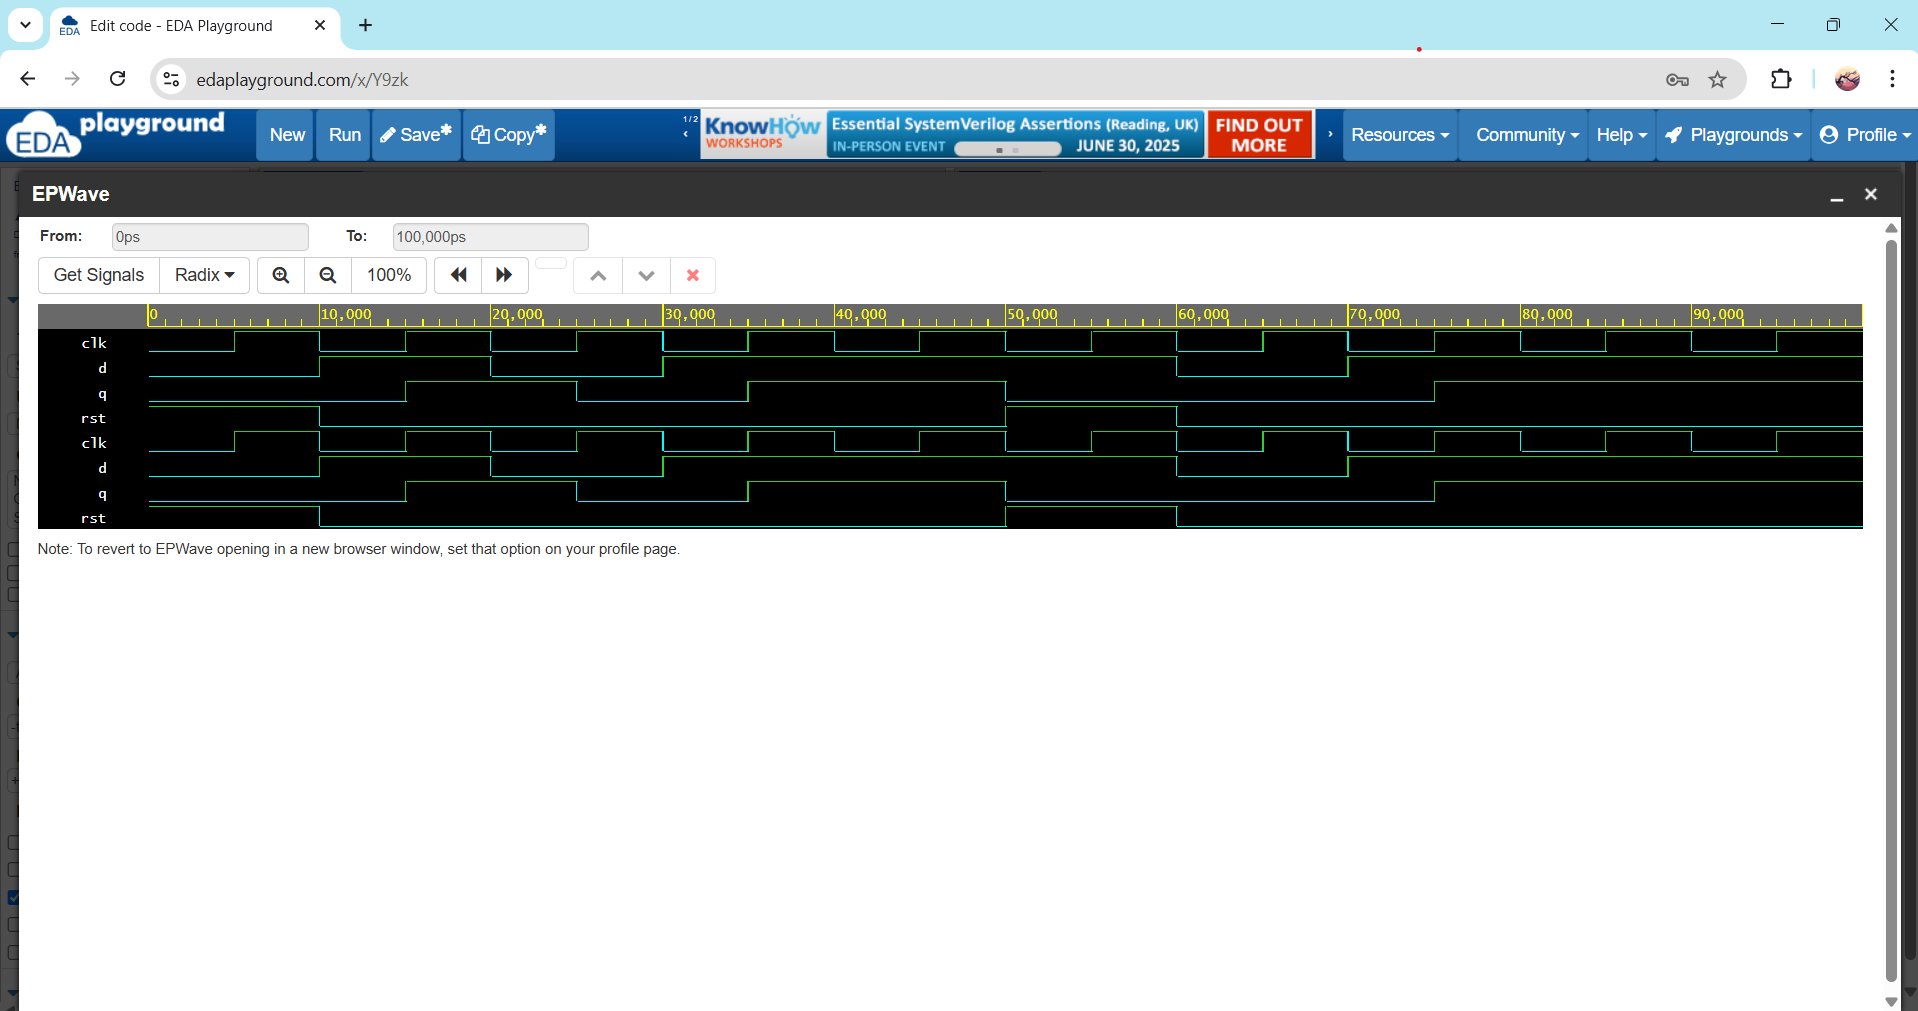 Edit code - EDA Playground
edaplayground.com/x/Y9zk
EDA playground
New
Run
Save*
Copy*
1/2
KnowHow
WORKSHOPS
Essential SystemVerilog Assertions (Reading, UK)
IN-PERSON EVENT
JUNE 30, 2025
FIND OUT
MORE
Resources
Community
Help
Playgrounds
Profile
EPWave
From:
0ps
To:
100,000ps
Get Signals
Radix
100%
0
10,000
20,000
30,000
40,000
50,000
60,000
70,000
80,000
90,000
clk
d
q
rst
clk
d
q
rst
Note: To revert to EPWave opening in a new browser window, set that option on your profile page.